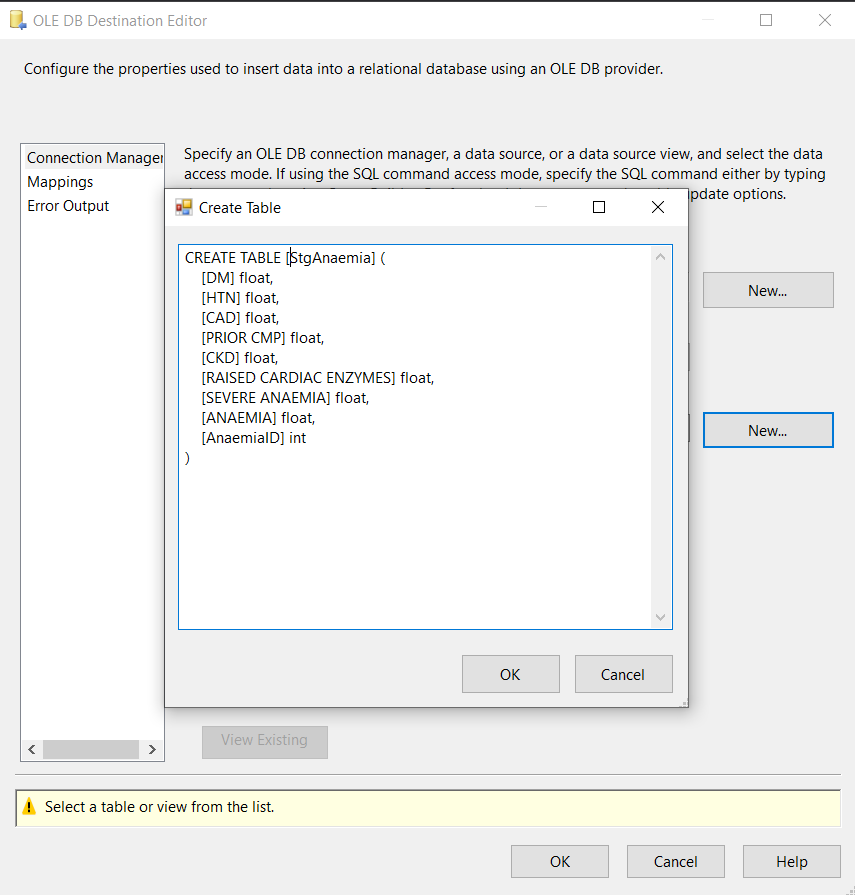 OLE DB Destination Editor
Configure the properties used to insert data into a relational database using an OLE DB provider.
Connection Manager
Mappings
Error Output
Specify an OLE DB connection manager, a data source, or a data source view, and select the data
access mode. If using the SQL command access mode, specify the SQL command either by typing
update options.
Create Table
CREATE TABLE [StgAnaemia] (
[DM] float,
[HTN] float,
[CAD] float,
[PRIOR CMP] float,
[CKD] float,
[RAISED CARDIAC ENZYMES] float,
[SEVERE ANAEMIA] float,
[ANAEMIA] float,
[AnaemiaID] int
)
OK
Cancel
New...
New...
View Existing
Select a table or view from the list.
OK
Cancel
Help